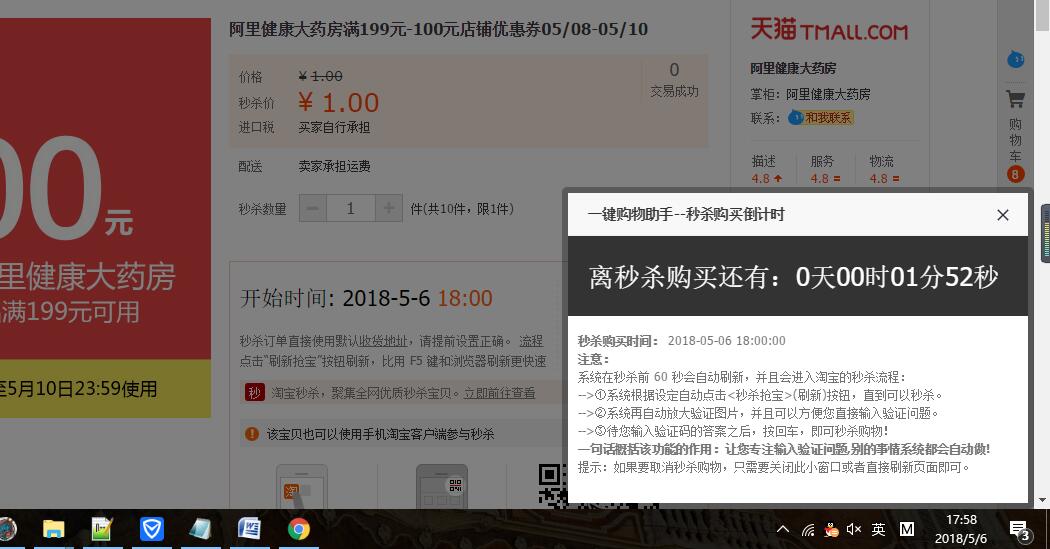 阿里健康大药房满199元-100元店铺优惠券05/08-05/10
价格 ¥ 1.00
秒杀价 ¥ 1.00
进口税 买家自行承担
0
交易成功
配送 卖家承担运费
秒杀数量 1 件(共10件，限1件)
00元
里健康大药房
满199元可用
至5月10日23:59使用
开始时间: 2018-5-6 18:00
秒杀订单直接使用默认收货地址，请提前设置正确。 流程
点击"刷新抢宝"按钮刷新，比用 F5 键和浏览器刷新更快速
秒 淘宝秒杀，聚集全网优质秒杀宝贝。立即前往查看
该宝贝也可以使用手机淘宝客户端参与秒杀
淘
天猫 TMALL.COM
阿里健康大药房
掌柜：阿里健康大药房
联系： 和我联系
描述 服务 物流
4.8 4.8 4.8
购物车
8
一键购物助手--秒杀购买倒计时
离秒杀购买还有：0天00时01分52秒
秒杀购买时间： 2018-05-06 18:00:00
注意：
系统在秒杀前 60 秒会自动刷新，并且会进入淘宝的秒杀流程：
-->①系统根据设定自动点击<秒杀抢宝>(刷新)按钮，直到可以秒杀。
-->②系统再自动放大验证图片，并且可以方便您直接输入验证问题。
-->③待您输入验证码的答案之后，按回车，即可秒杀购物！
一句话概括该功能的作用：让您专注输入验证问题,别的事情系统都会自动做!
提示：如果要取消秒杀购物，只需要关闭此小窗口或者直接刷新页面即可。
英 M
17:58
2018/5/6
3